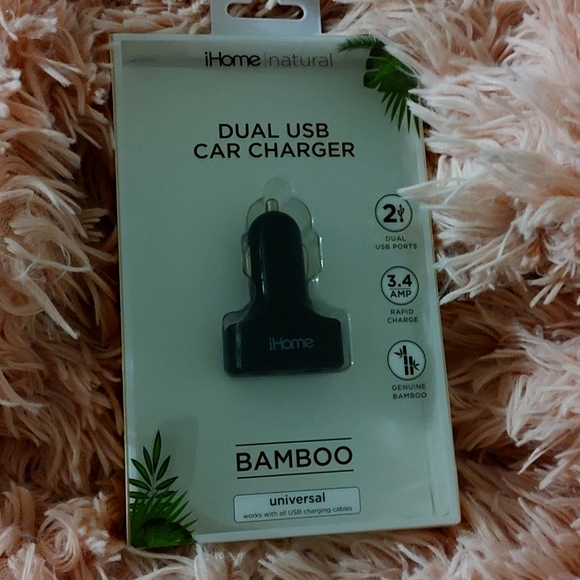 iHome | natural
DUAL USB
CAR CHARGER
2
DUAL
USB PORTS
3.4
AMP
RAPID
CHARGE
iHome
GENUINE
BAMBOO
BAMBOO
universal
works with all USB charging cables